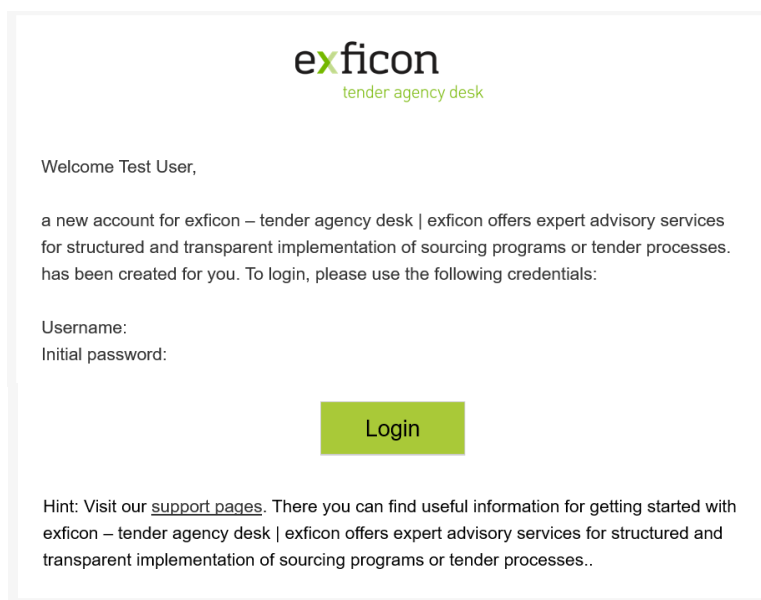 exficon
tender agency desk
Welcome Test User,
a new account for exficon – tender agency desk | exficon offers expert advisory services
for structured and transparent implementation of sourcing programs or tender processes.
has been created for you. To login, please use the following credentials:
Username:
Initial password:
Login
Hint: Visit our support pages. There you can find useful information for getting started with
exficon – tender agency desk | exficon offers expert advisory services for structured and
transparent implementation of sourcing programs or tender processes..